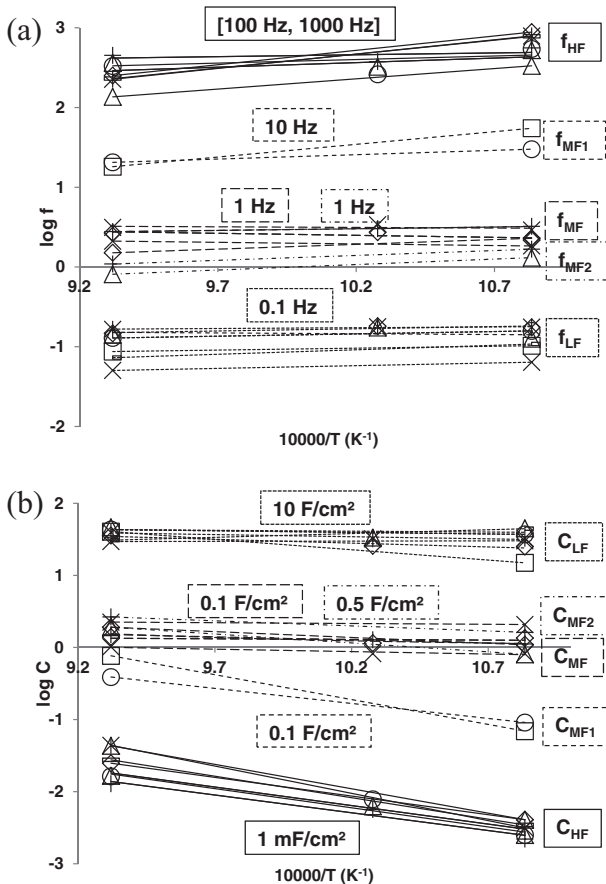 (a)
3
[100 Hz, 1000 Hz]
f_HF
2
10 Hz
f_MF1
1
1 Hz
1 Hz
f_MF
log f
0
9.2
9.7
10.2
10.7
f_MF2
0.1 Hz
-1
f_LF
-2
10000/T (K⁻¹)
(b)
2
10 F/cm²
C_LF
1
0.1 F/cm²
0.5 F/cm²
C_MF2
0
9.2
9.7
10.2
10.7
C_MF
log C
-1
C_MF1
0.1 F/cm²
-2
C_HF
1 mF/cm²
-3
10000/T (K⁻¹)